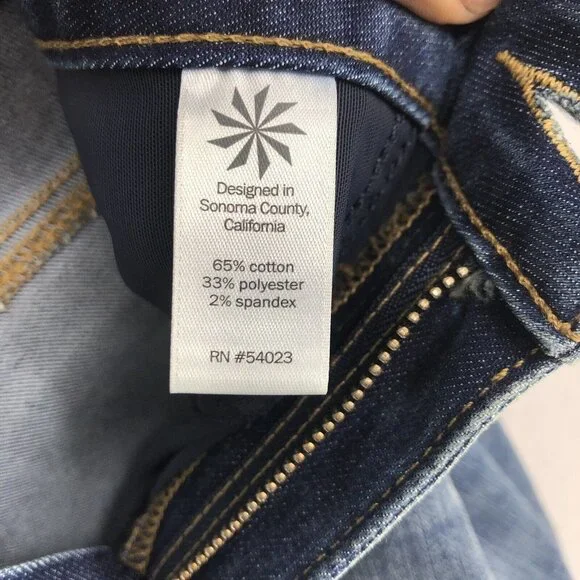 Designed in
Sonoma County,
California
65% cotton
33% polyester
2% spandex
RN #54023